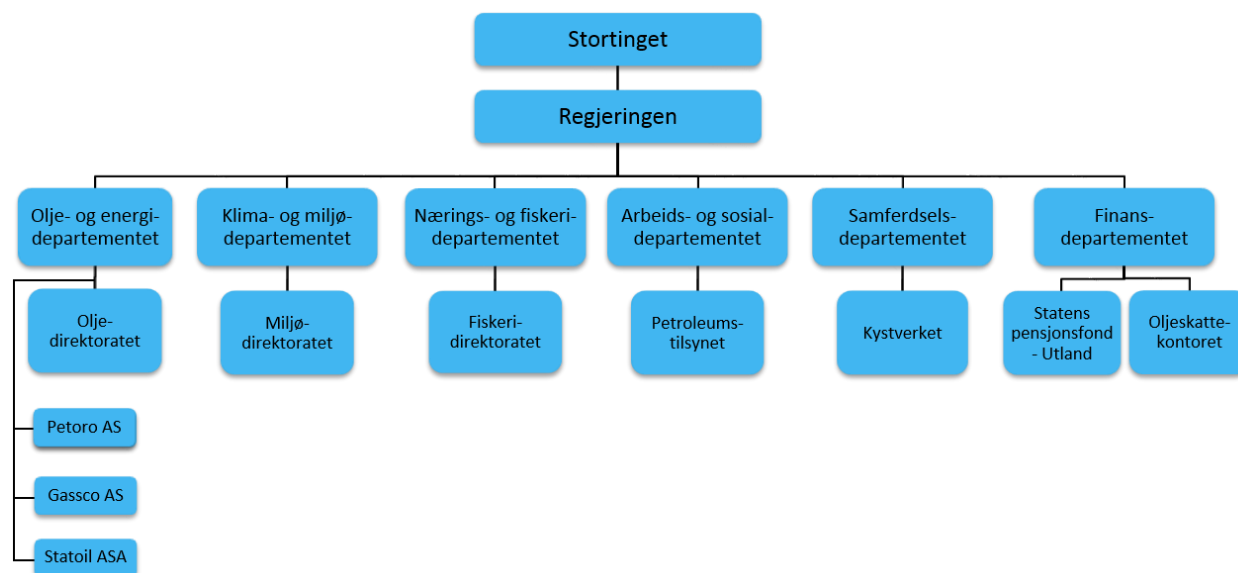 Stortinget
Regjeringen
Olje- og energi-
departementet
Klima- og miljø-
departementet
Nærings- og fiskeri-
departementet
Arbeids- og sosial-
departementet
Samferdsels-
departementet
Finans-
departementet
Olje-
direktoratet
Miljø-
direktoratet
Fiskeri-
direktoratet
Petroleums-
tilsynet
Kystverket
Statens
pensjonsfond
- Utland
Oljeskatte-
kontoret
Petoro AS
Gassco AS
Statoil ASA